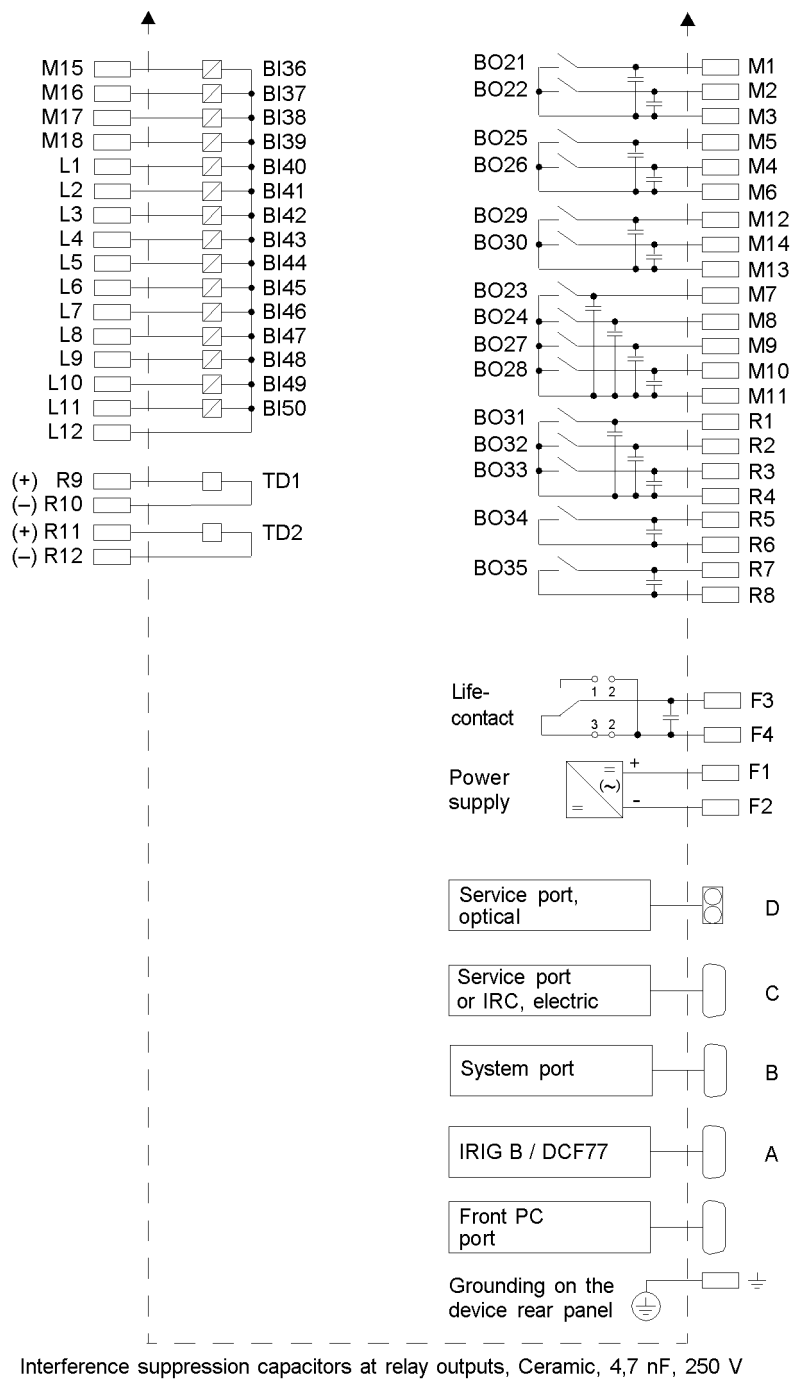 M15 BI36
M16 BI37
M17 BI38
M18 BI39
L1 BI40
L2 BI41
L3 BI42
L4 BI43
L5 BI44
L6 BI45
L7 BI46
L8 BI47
L9 BI48
L10 BI49
L11 BI50
L12
(+) R9 TD1
(–) R10
(+) R11 TD2
(–) R12
BO21 M1
BO22 M2
M3
BO25 M5
BO26 M4
M6
BO29 M12
BO30 M14
M13
BO23 M7
BO24 M8
BO27 M9
BO28 M10
M11
BO31 R1
BO32 R2
BO33 R3
R4
BO34 R5
R6
BO35 R7
R8
Life-
contact
1 2
3 2
F3
F4
Power
supply
= (~)
=
+ F1
- F2
Service port,
optical
D
Service port
or IRC, electric
C
System port
B
IRIG B / DCF77
A
Front PC
port
Grounding on the
device rear panel
Interference suppression capacitors at relay outputs, Ceramic, 4,7 nF, 250 V